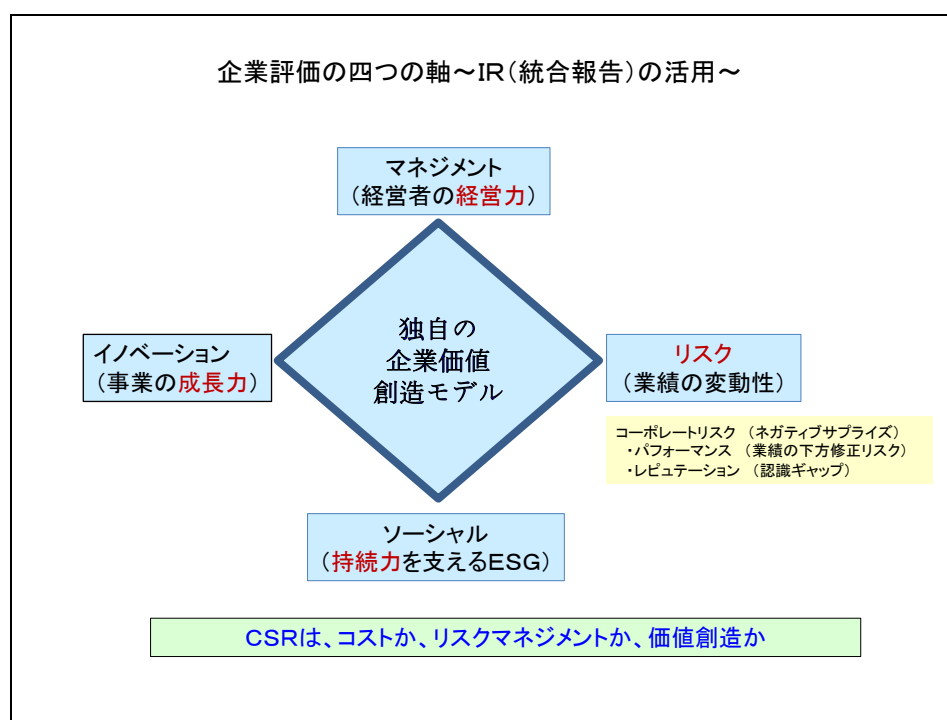 企業評価の四つの軸～IR(統合報告)の活用～
マネジメント
（経営者の経営力）
イノベーション
（事業の成長力）
独自の
企業価値
創造モデル
リスク
（業績の変動性）
コーポレートリスク （ネガティブサプライズ）
・パフォーマンス （業績の下方修正リスク）
・レピュテーション （認識ギャップ）
ソーシャル
（持続力を支えるESG）
CSRは、コストか、リスクマネジメントか、価値創造か